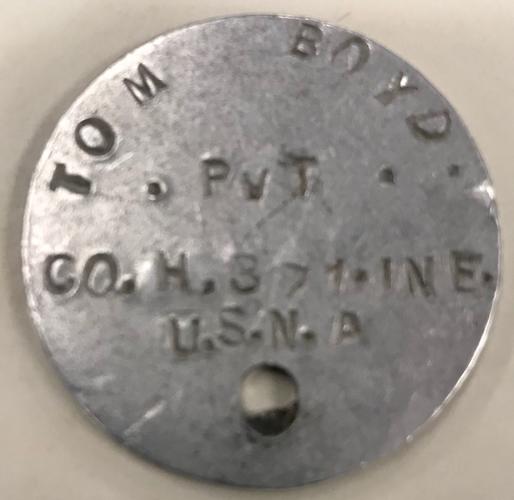 TOM BOYD.
. PVT .
CO. H. 371. INF.
U.S.N. A